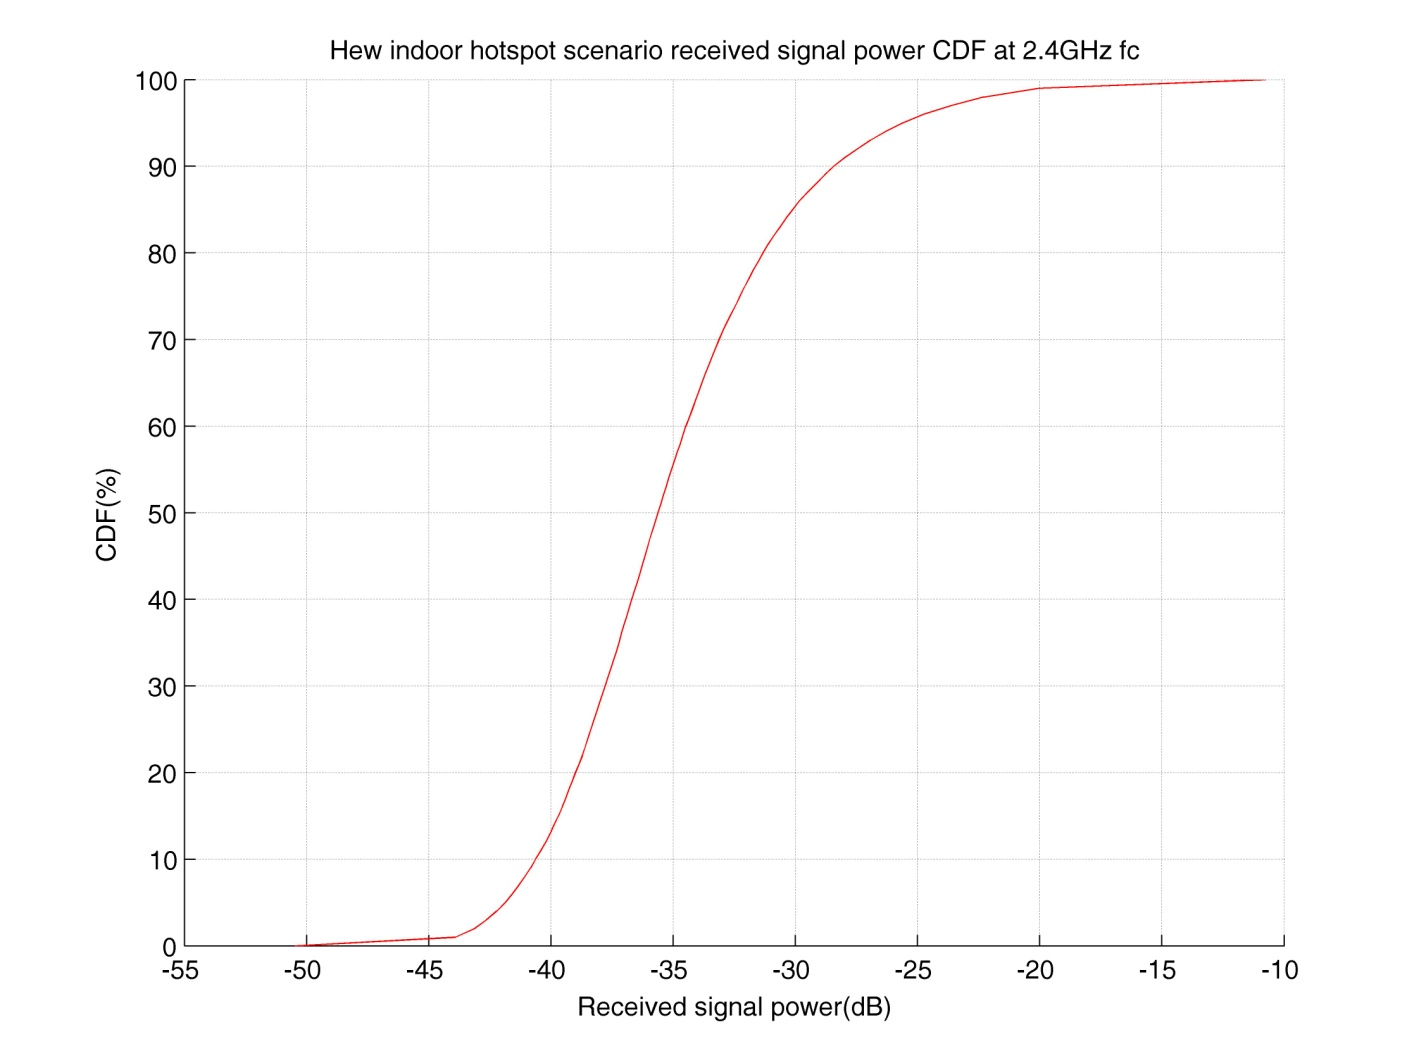 Hew indoor hotspot scenario received signal power CDF at 2.4GHz fc
100
90
80
70
60
50
40
30
20
10
0
CDF(%)
-55 -50 -45 -40 -35 -30 -25 -20 -15 -10
Received signal power(dB)